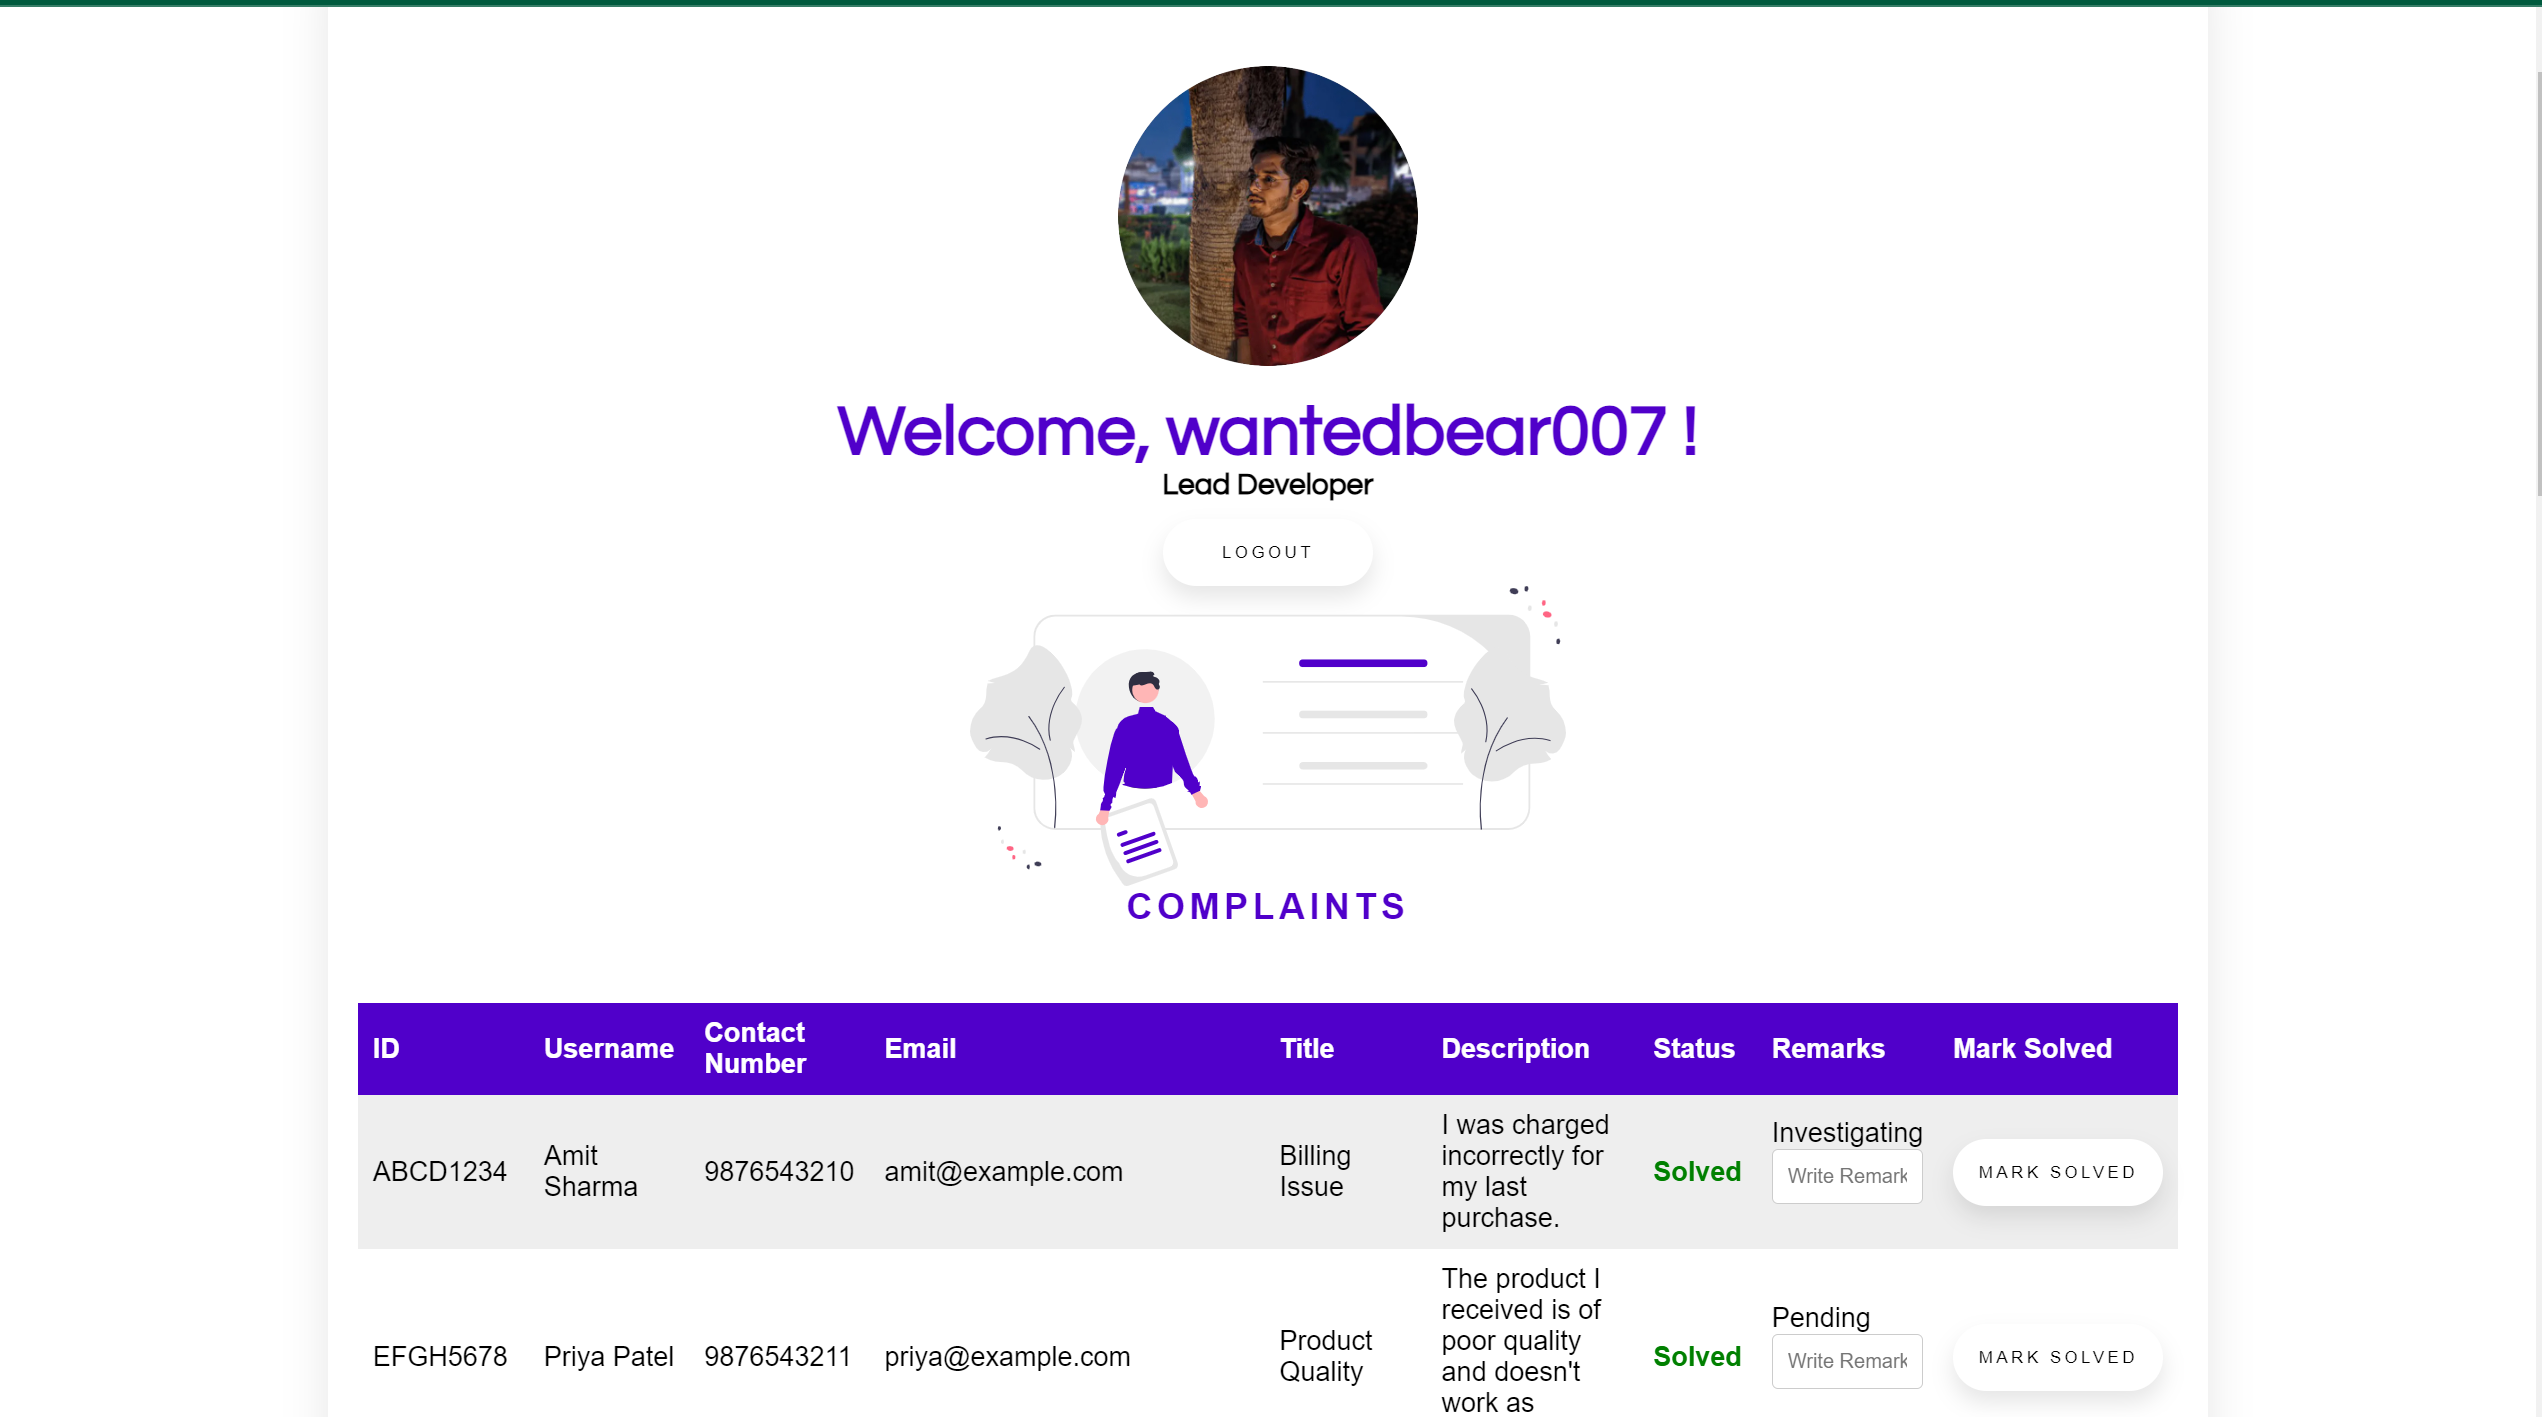 Welcome, wantedbear007 !
Lead Developer
LOGOUT
COMPLAINTS
ID
Username
Contact
Number
Email
Title
Description
Status
Remarks
Mark Solved
ABCD1234
Amit
Sharma
9876543210
amit@example.com
Billing
Issue
I was charged
incorrectly for
my last
purchase.
Solved
Investigating
Write Remark
MARK SOLVED
EFGH5678
Priya Patel
9876543211
priya@example.com
Product
Quality
The product I
received is of
poor quality
and doesn't
work as
Solved
Pending
Write Remark
MARK SOLVED